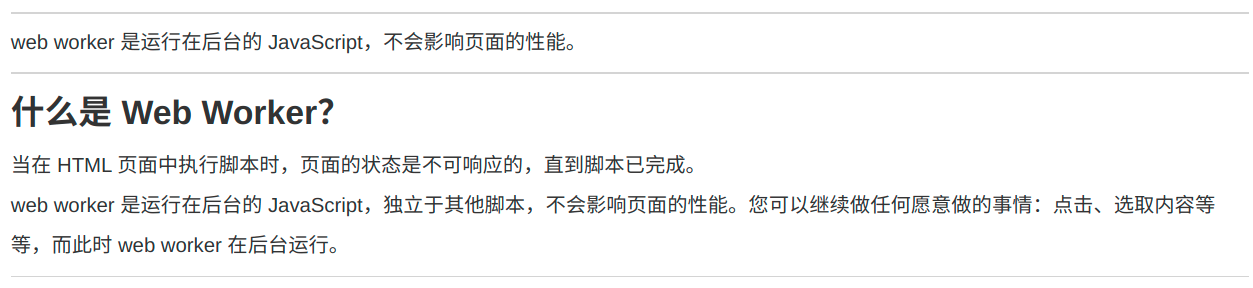 web worker 是运行在后台的 JavaScript，不会影响页面的性能。
什么是 Web Worker？
当在 HTML 页面中执行脚本时，页面的状态是不可响应的，直到脚本已完成。
web worker 是运行在后台的 JavaScript，独立于其他脚本，不会影响页面的性能。您可以继续做任何愿意做的事情：点击、选取内容等
等，而此时 web worker 在后台运行。